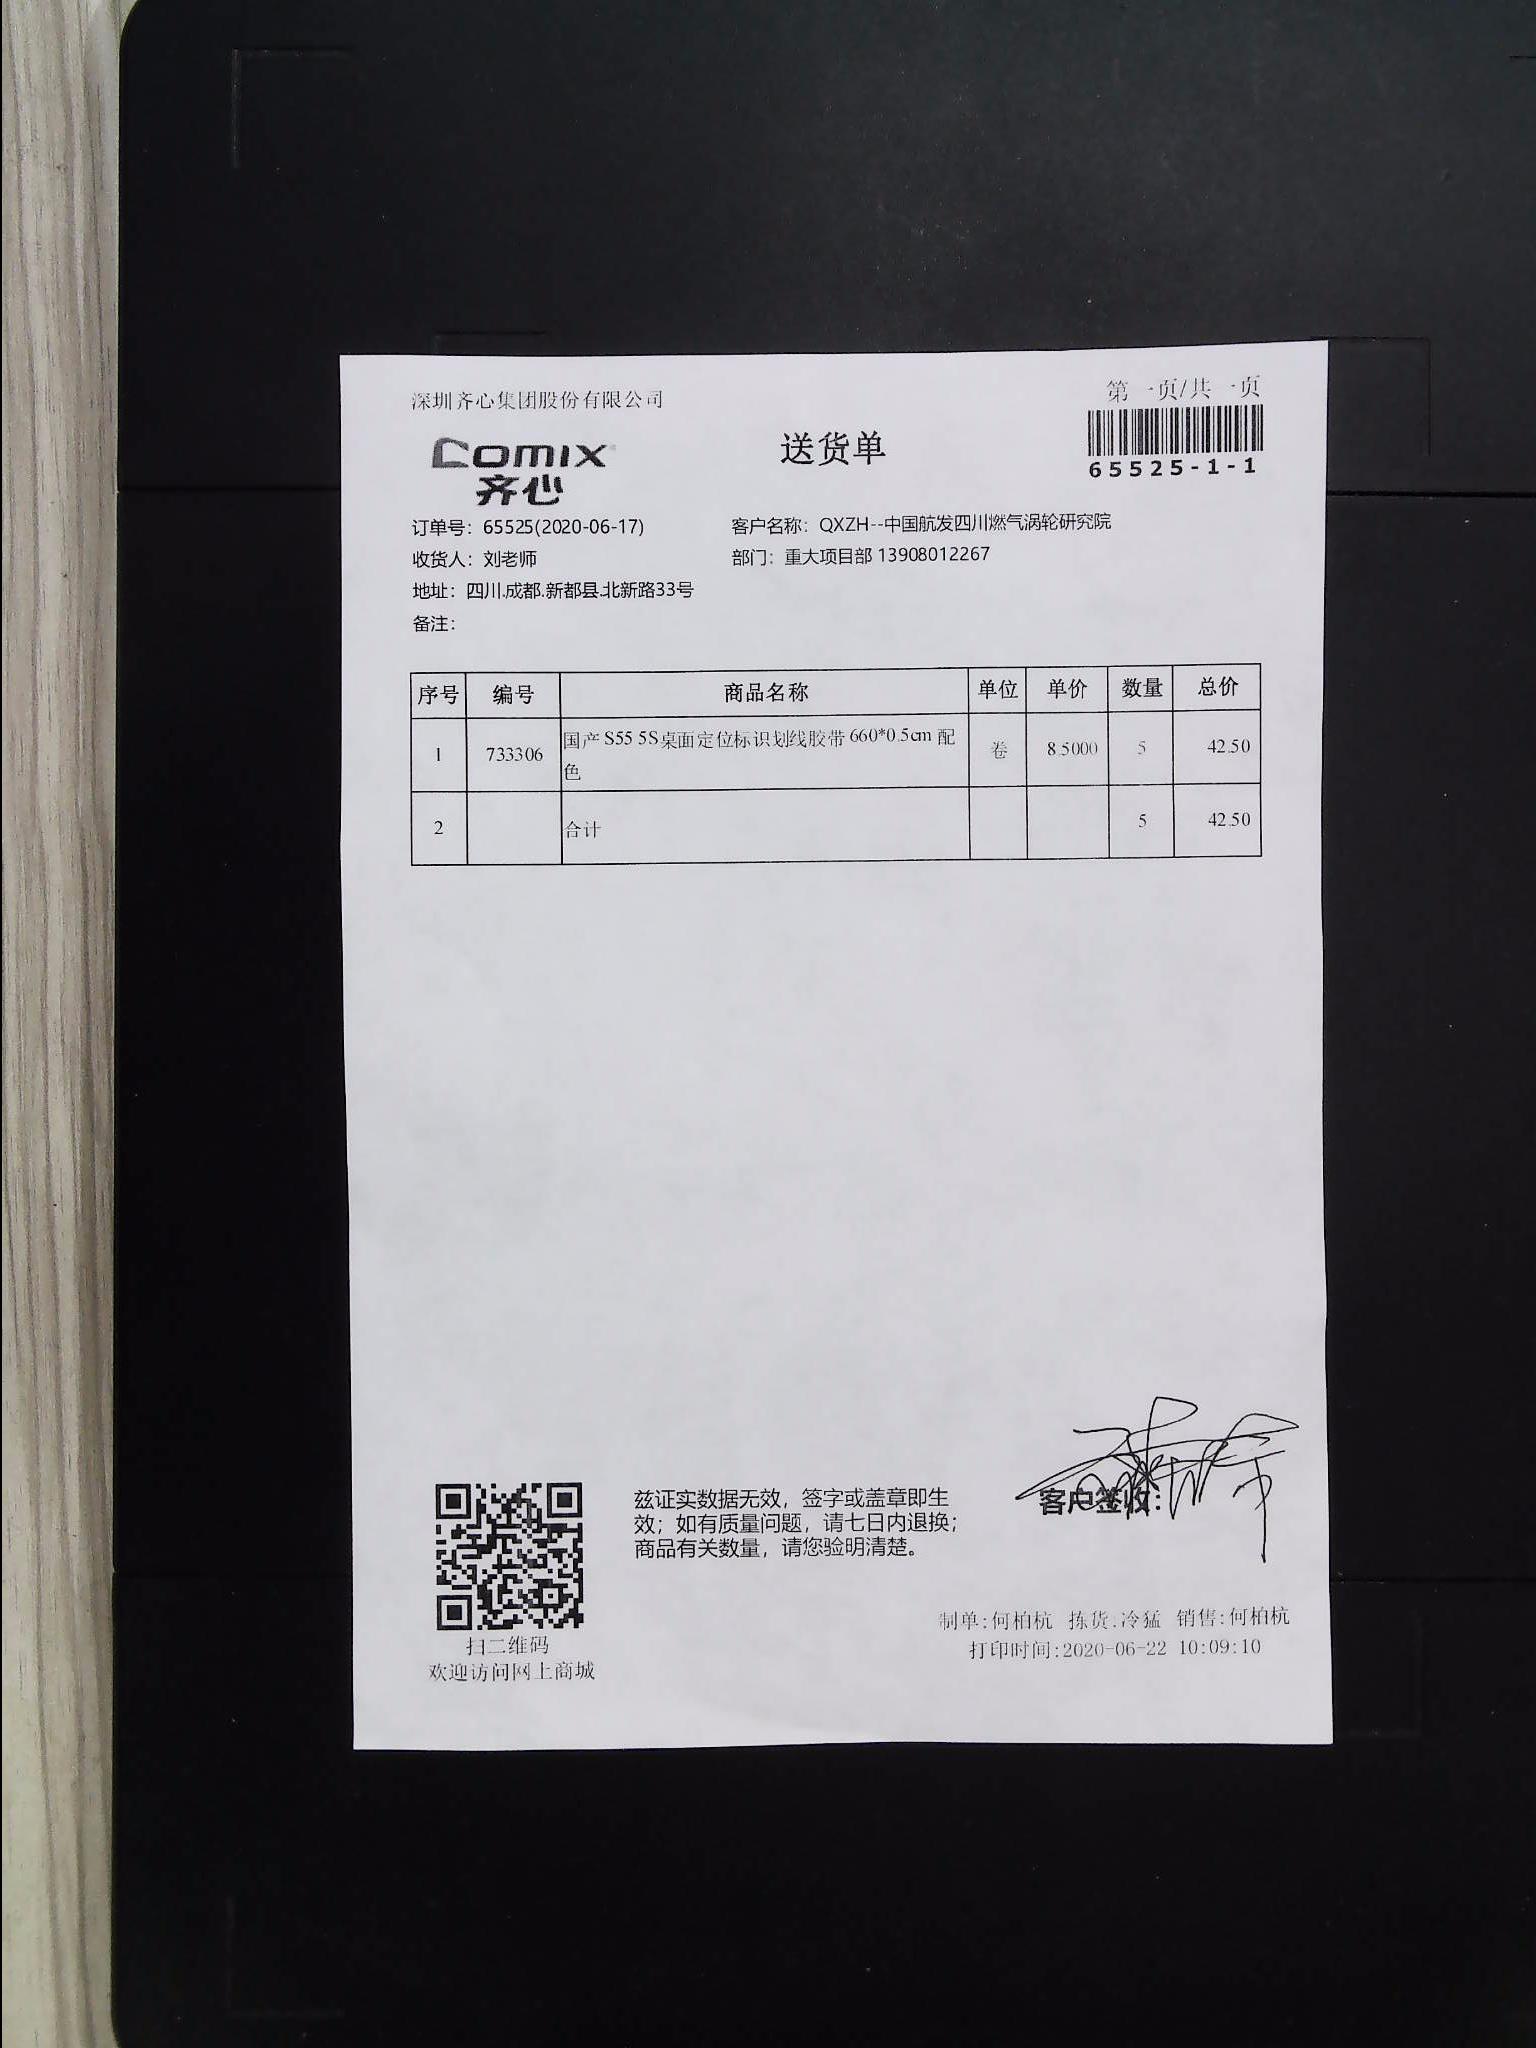 深圳齐心集团股份有限公司
第一页/共一页
comix
齐心
送货单
65525-1-1
订单号：65525(2020-06-17)
客户名称：QXZH--中国航发四川燃气涡轮研究院
收货人：刘老师
部门：重大项目部 13908012267
地址：四川.成都.新都县.北新路33号
备注：
序号 编号 商品名称 单位 单价 数量 总价
1 733306 国产 S55 5S桌面定位标识划线胶带 660*0.5cm 配色 卷 8.5000 5 42.50
2 合计 5 42.50
兹证实数据无效，签字或盖章即生
效；如有质量问题，请七日内退换；
商品有关数量，请您验明清楚。
客户签收：
扫二维码
欢迎访问网上商城
制单:何柏杭 拣货:冷猛 销售:何柏杭
打印时间:2020-06-22 10:09:10